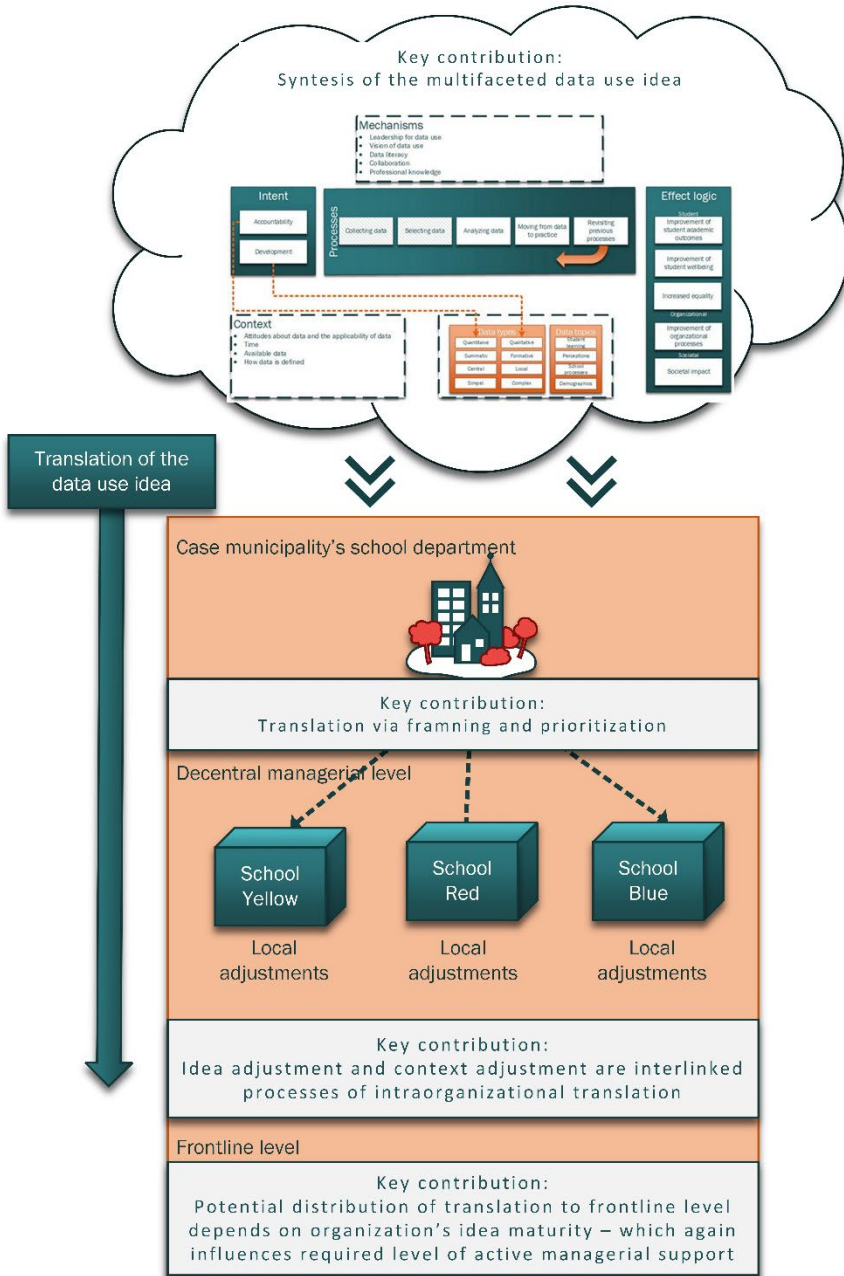 Key contribution:
Syntesis of the multifaceted data use idea
Mechanisms
• Leadership for data use
• Vision of data use
• Data literacy
• Collaboration
• Professional knowledge
Intent
Accountability
Development
Processes
Collecting data
Selecting data
Analyzing data
Moving from data
to practice
Revisiting
previous
processes
Effect logic
Student
Improvement of
student academic
outcomes
Improvement of
student wellbeing
Increased equality
Organizational
Improvement of
organizational
processes
Societal
Societal impact
Context
• Attitudes about data and the applicability of data
• Time
• Available data
• How data is defined
Data types
Quantitative
Qualitative
Summativ
Formative
Central
Local
Simpel
Complex
Data topics
Student
learning
Perceptions
School
processes
Demographics
Translation of the
data use idea
Case municipality's school department
Key contribution:
Translation via framning and prioritization
Decentral managerial level
School
Yellow
School
Red
School
Blue
Local
adjustments
Local
adjustments
Local
adjustments
Key contribution:
Idea adjustment and context adjustment are interlinked
processes of intraorganizational translation
Frontline level
Key contribution:
Potential distribution of translation to frontline level
depends on organization's idea maturity – which again
influences required level of active managerial support